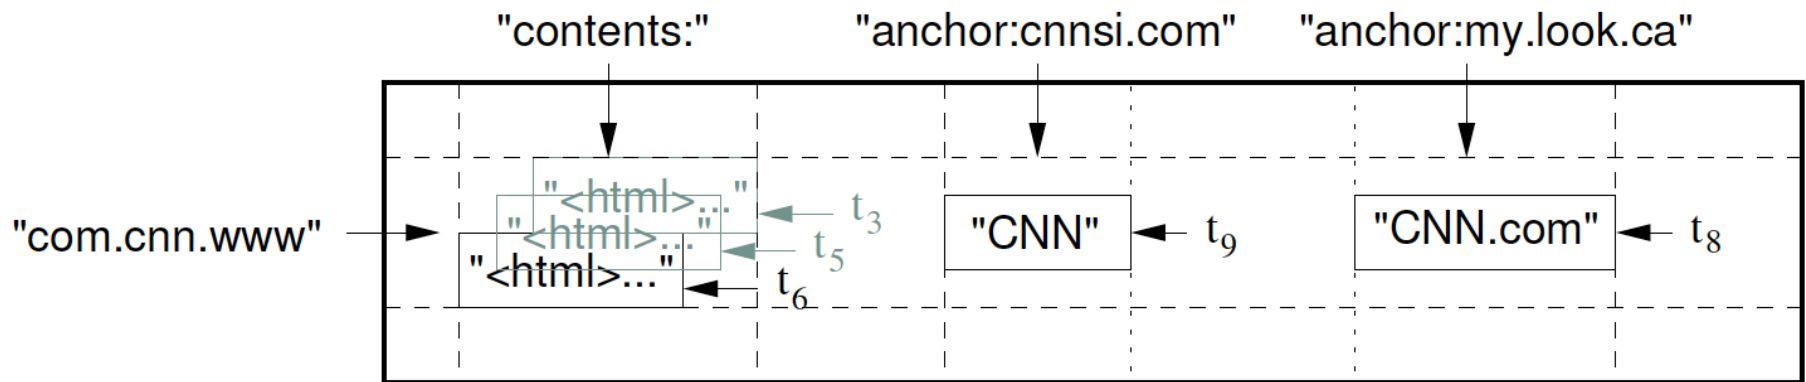 "contents:" "anchor:cnnsi.com" "anchor:my.look.ca"
"<html>..." t3
"com.cnn.www" "<html>..." t5 "CNN" t9 "CNN.com" t8
"<html>..." t6